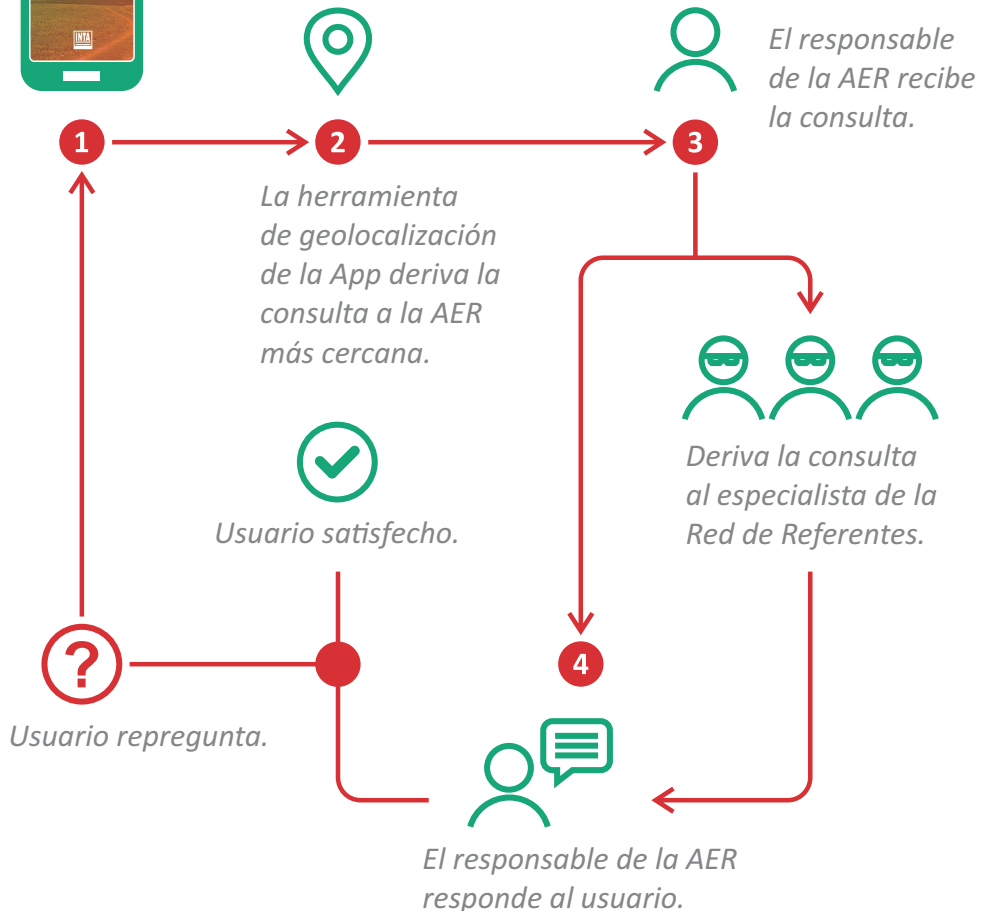 INTA
1
2
3
El responsable
de la AER recibe
la consulta.
La herramienta
de geolocalización
de la App deriva la
consulta a la AER
más cercana.
Deriva la consulta
al especialista de la
Red de Referentes.
Usuario satisfecho.
?
4
Usuario repregunta.
El responsable de la AER
responde al usuario.